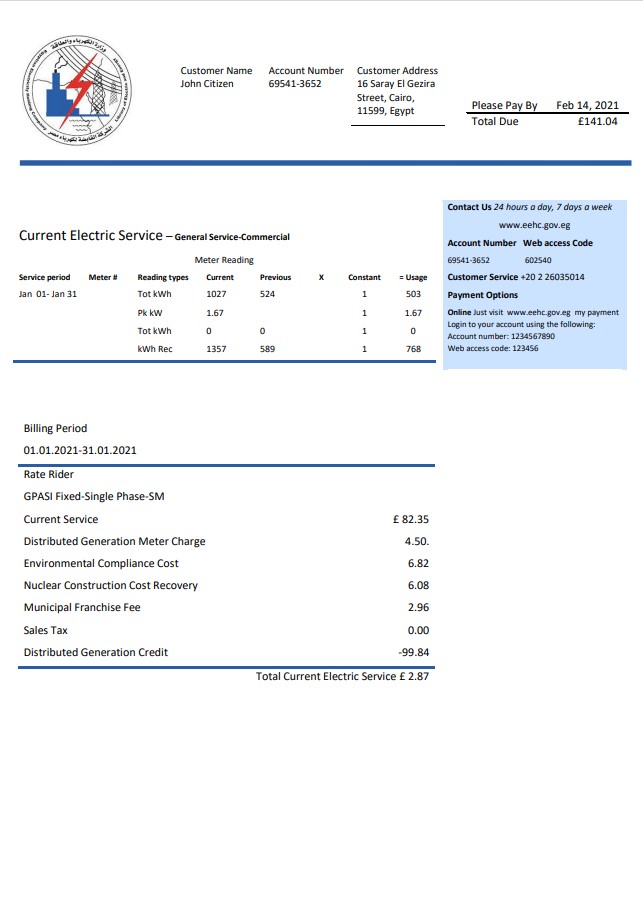 وزارة الكهرباء والطاقة
الشركة القابضة لكهرباء مصر
Customer Name Account Number Customer Address
John Citizen 69541-3652 16 Saray El Gezira
Street, Cairo,
11599, Egypt
Please Pay By Feb 14, 2021
Total Due £141.04
Contact Us 24 hours a day, 7 days a week
www.eehc.gov.eg
Account Number Web access Code
69541-3652 602540
Customer Service +20 2 26035014
Payment Options
Online Just visit www.eehc.gov.eg my payment
Login to your account using the following:
Account number: 1234567890
Web access code: 123456
Current Electric Service – General Service-Commercial
Meter Reading
Service period Meter # Reading types Current Previous X Constant = Usage
Jan 01- Jan 31 Tot kWh 1027 524 1 503
Pk kW 1.67 1 1.67
Tot kWh 0 0 1 0
kWh Rec 1357 589 1 768
Billing Period
01.01.2021-31.01.2021
Rate Rider
GPASI Fixed-Single Phase-SM
Current Service £ 82.35
Distributed Generation Meter Charge 4.50.
Environmental Compliance Cost 6.82
Nuclear Construction Cost Recovery 6.08
Municipal Franchise Fee 2.96
Sales Tax 0.00
Distributed Generation Credit -99.84
Total Current Electric Service £ 2.87